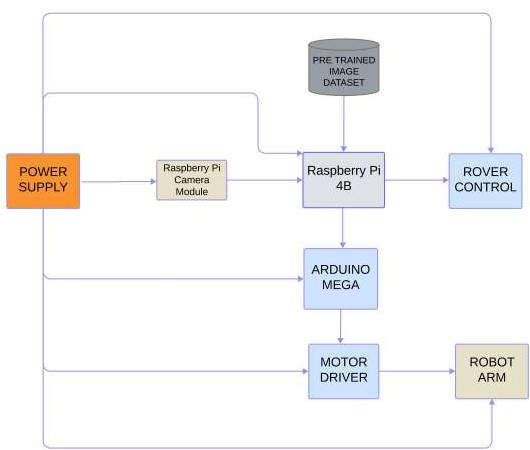 PRE TRAINED
IMAGE
DATASET
POWER
SUPPLY
Raspberry Pi
Camera
Module
Raspberry Pi
4B
ROVER
CONTROL
ARDUINO
MEGA
MOTOR
DRIVER
ROBOT
ARM